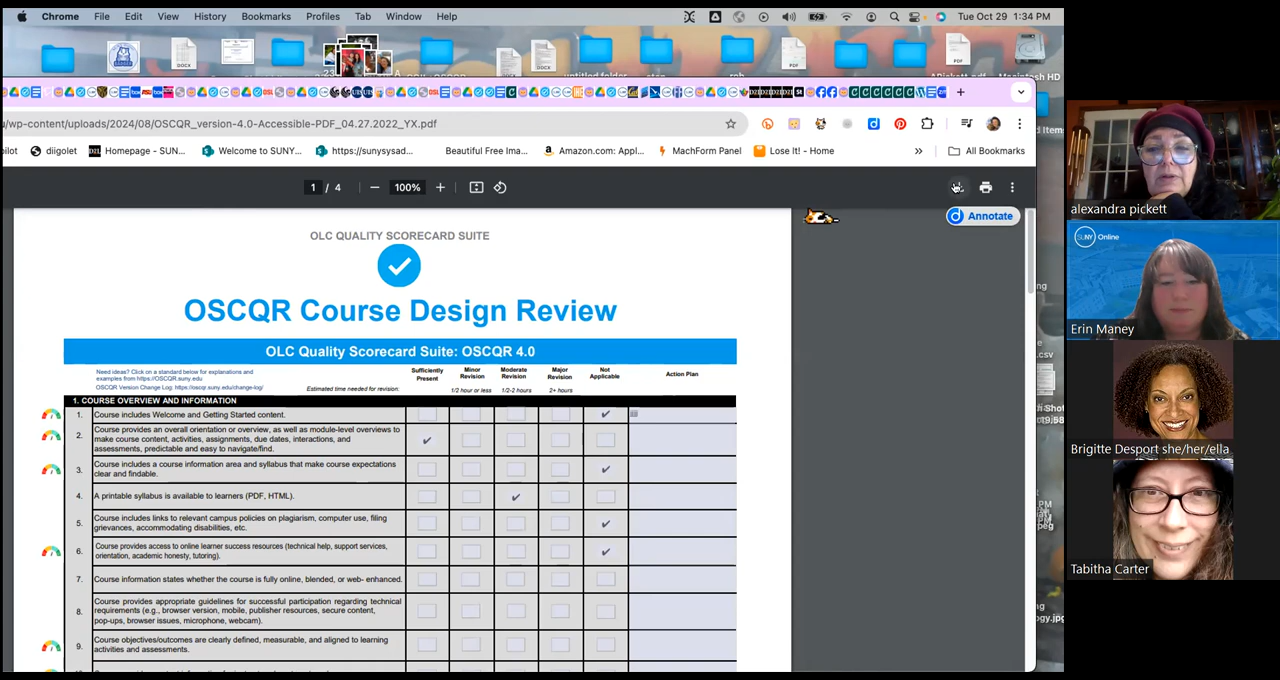 Chrome File Edit View History Bookmarks Profiles Tab Window Help Tue Oct 29 1:34 PM
DOCX DOCX PDF PDF
untitled folder Macintosh HD
u/wp-content/uploads/2024/08/OSCQR_version-4.0-Accessible-PDF_04.27.2022_YX.pdf
pilot diigolet Homepage - SUN... Welcome to SUNY... https://sunysysad... Beautiful Free Ima... Amazon.com: Appl... MachForm Panel Lose It! - Home » All Bookmarks
1 / 4 100%
Annotate
OLC QUALITY SCORECARD SUITE
OSCQR Course Design Review
OLC Quality Scorecard Suite: OSCQR 4.0
Need ideas? Click on a standard below for explanations and
examples from https://OSCQR.suny.edu
OSCQR Version Change Log: https://oscqr.suny.edu/change-log/
Estimated time needed for revision:
Sufficiently
Present
Minor
Revision
1/2 hour or less
Moderate
Revision
1/2-2 hours
Major
Revision
2+ hours
Not
Applicable
Action Plan
1. COURSE OVERVIEW AND INFORMATION
1. Course includes Welcome and Getting Started content.
2. Course provides an overall orientation or overview, as well as module-level overviews to
make course content, activities, assignments, due dates, interactions, and
assessments, predictable and easy to navigate/find.
3. Course includes a course information area and syllabus that make course expectations
clear and findable.
4. A printable syllabus is available to learners (PDF, HTML).
5. Course includes links to relevant campus policies on plagiarism, computer use, filing
grievances, accommodating disabilities, etc.
6. Course provides access to online learner success resources (technical help, support services,
orientation, academic honesty, tutoring).
7. Course information states whether the course is fully online, blended, or web- enhanced.
8. Course provides appropriate guidelines for successful participation regarding technical
requirements (e.g., browser version, mobile, publisher resources, secure content,
pop-ups, browser issues, microphone, webcam).
9. Course objectives/outcomes are clearly defined, measurable, and aligned to learning
activities and assessments.
alexandra pickett
SUNY Online
Erin Maney
Brigitte Desport she/her/ella
Tabitha Carter